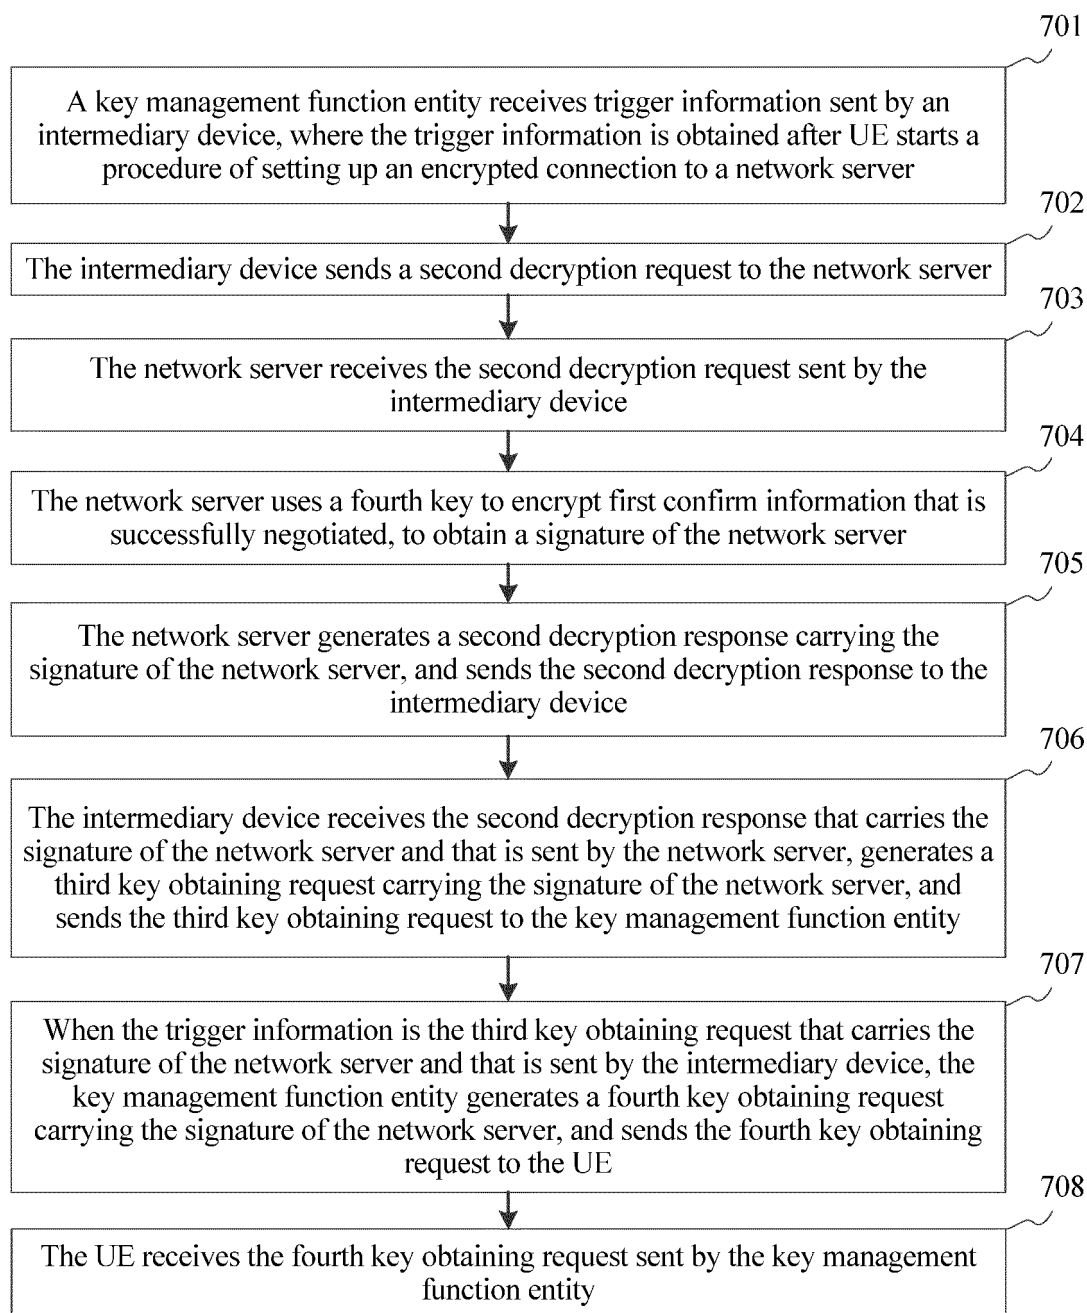 701
A key management function entity receives trigger information sent by an
intermediary device, where the trigger information is obtained after UE starts a
procedure of setting up an encrypted connection to a network server
702
The intermediary device sends a second decryption request to the network server
703
The network server receives the second decryption request sent by the
intermediary device
704
The network server uses a fourth key to encrypt first confirm information that is
successfully negotiated, to obtain a signature of the network server
705
The network server generates a second decryption response carrying the
signature of the network server, and sends the second decryption response to the
intermediary device
706
The intermediary device receives the second decryption response that carries the
signature of the network server and that is sent by the network server, generates a
third key obtaining request carrying the signature of the network server, and
sends the third key obtaining request to the key management function entity
707
When the trigger information is the third key obtaining request that carries the
signature of the network server and that is sent by the intermediary device, the
key management function entity generates a fourth key obtaining request
carrying the signature of the network server, and sends the fourth key obtaining
request to the UE
708
The UE receives the fourth key obtaining request sent by the key management
function entity